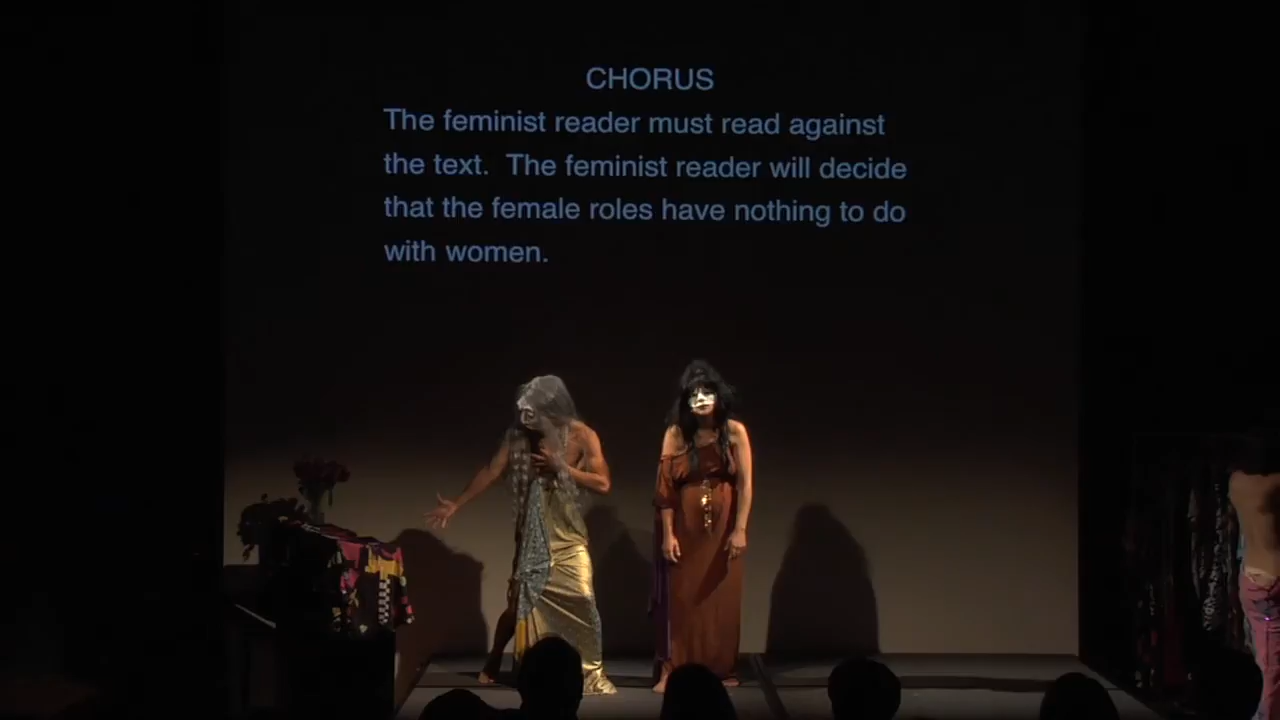 CHORUS
The feminist reader must read against
the text.  The feminist reader will decide
that the female roles have nothing to do
with women.